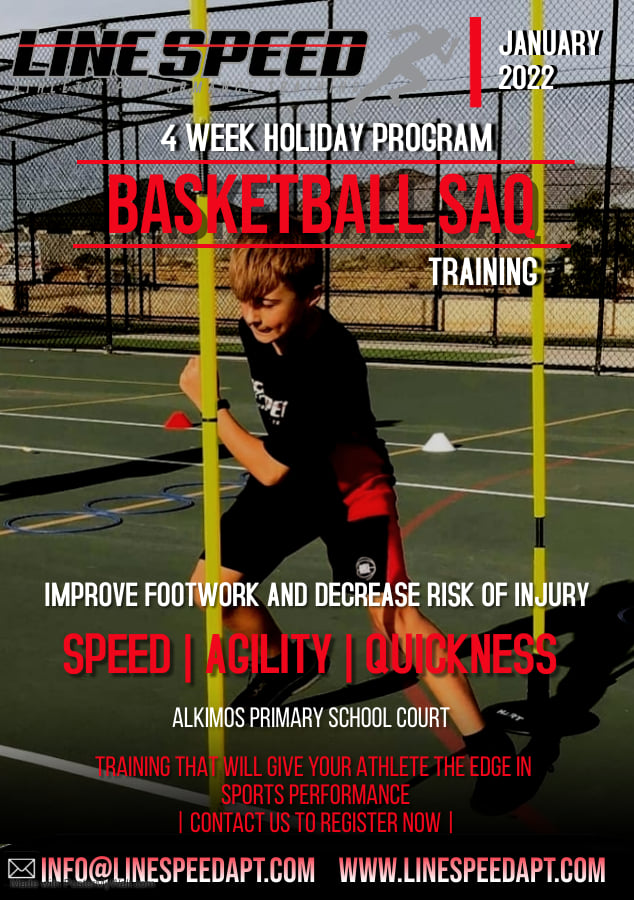 LINE SPEED
JANUARY
2022
4 WEEK HOLIDAY PROGRAM
BASKETBALL SAQ
TRAINING
IMPROVE FOOTWORK AND DECREASE RISK OF INJURY
SPEED | AGILITY | QUICKNESS
ALKIMOS PRIMARY SCHOOL COURT
TRAINING THAT WILL GIVE YOUR ATHLETE THE EDGE IN
SPORTS PERFORMANCE
| CONTACT US TO REGISTER NOW |
INFO@LINESPEEDAPT.COM WWW.LINESPEEDAPT.COM